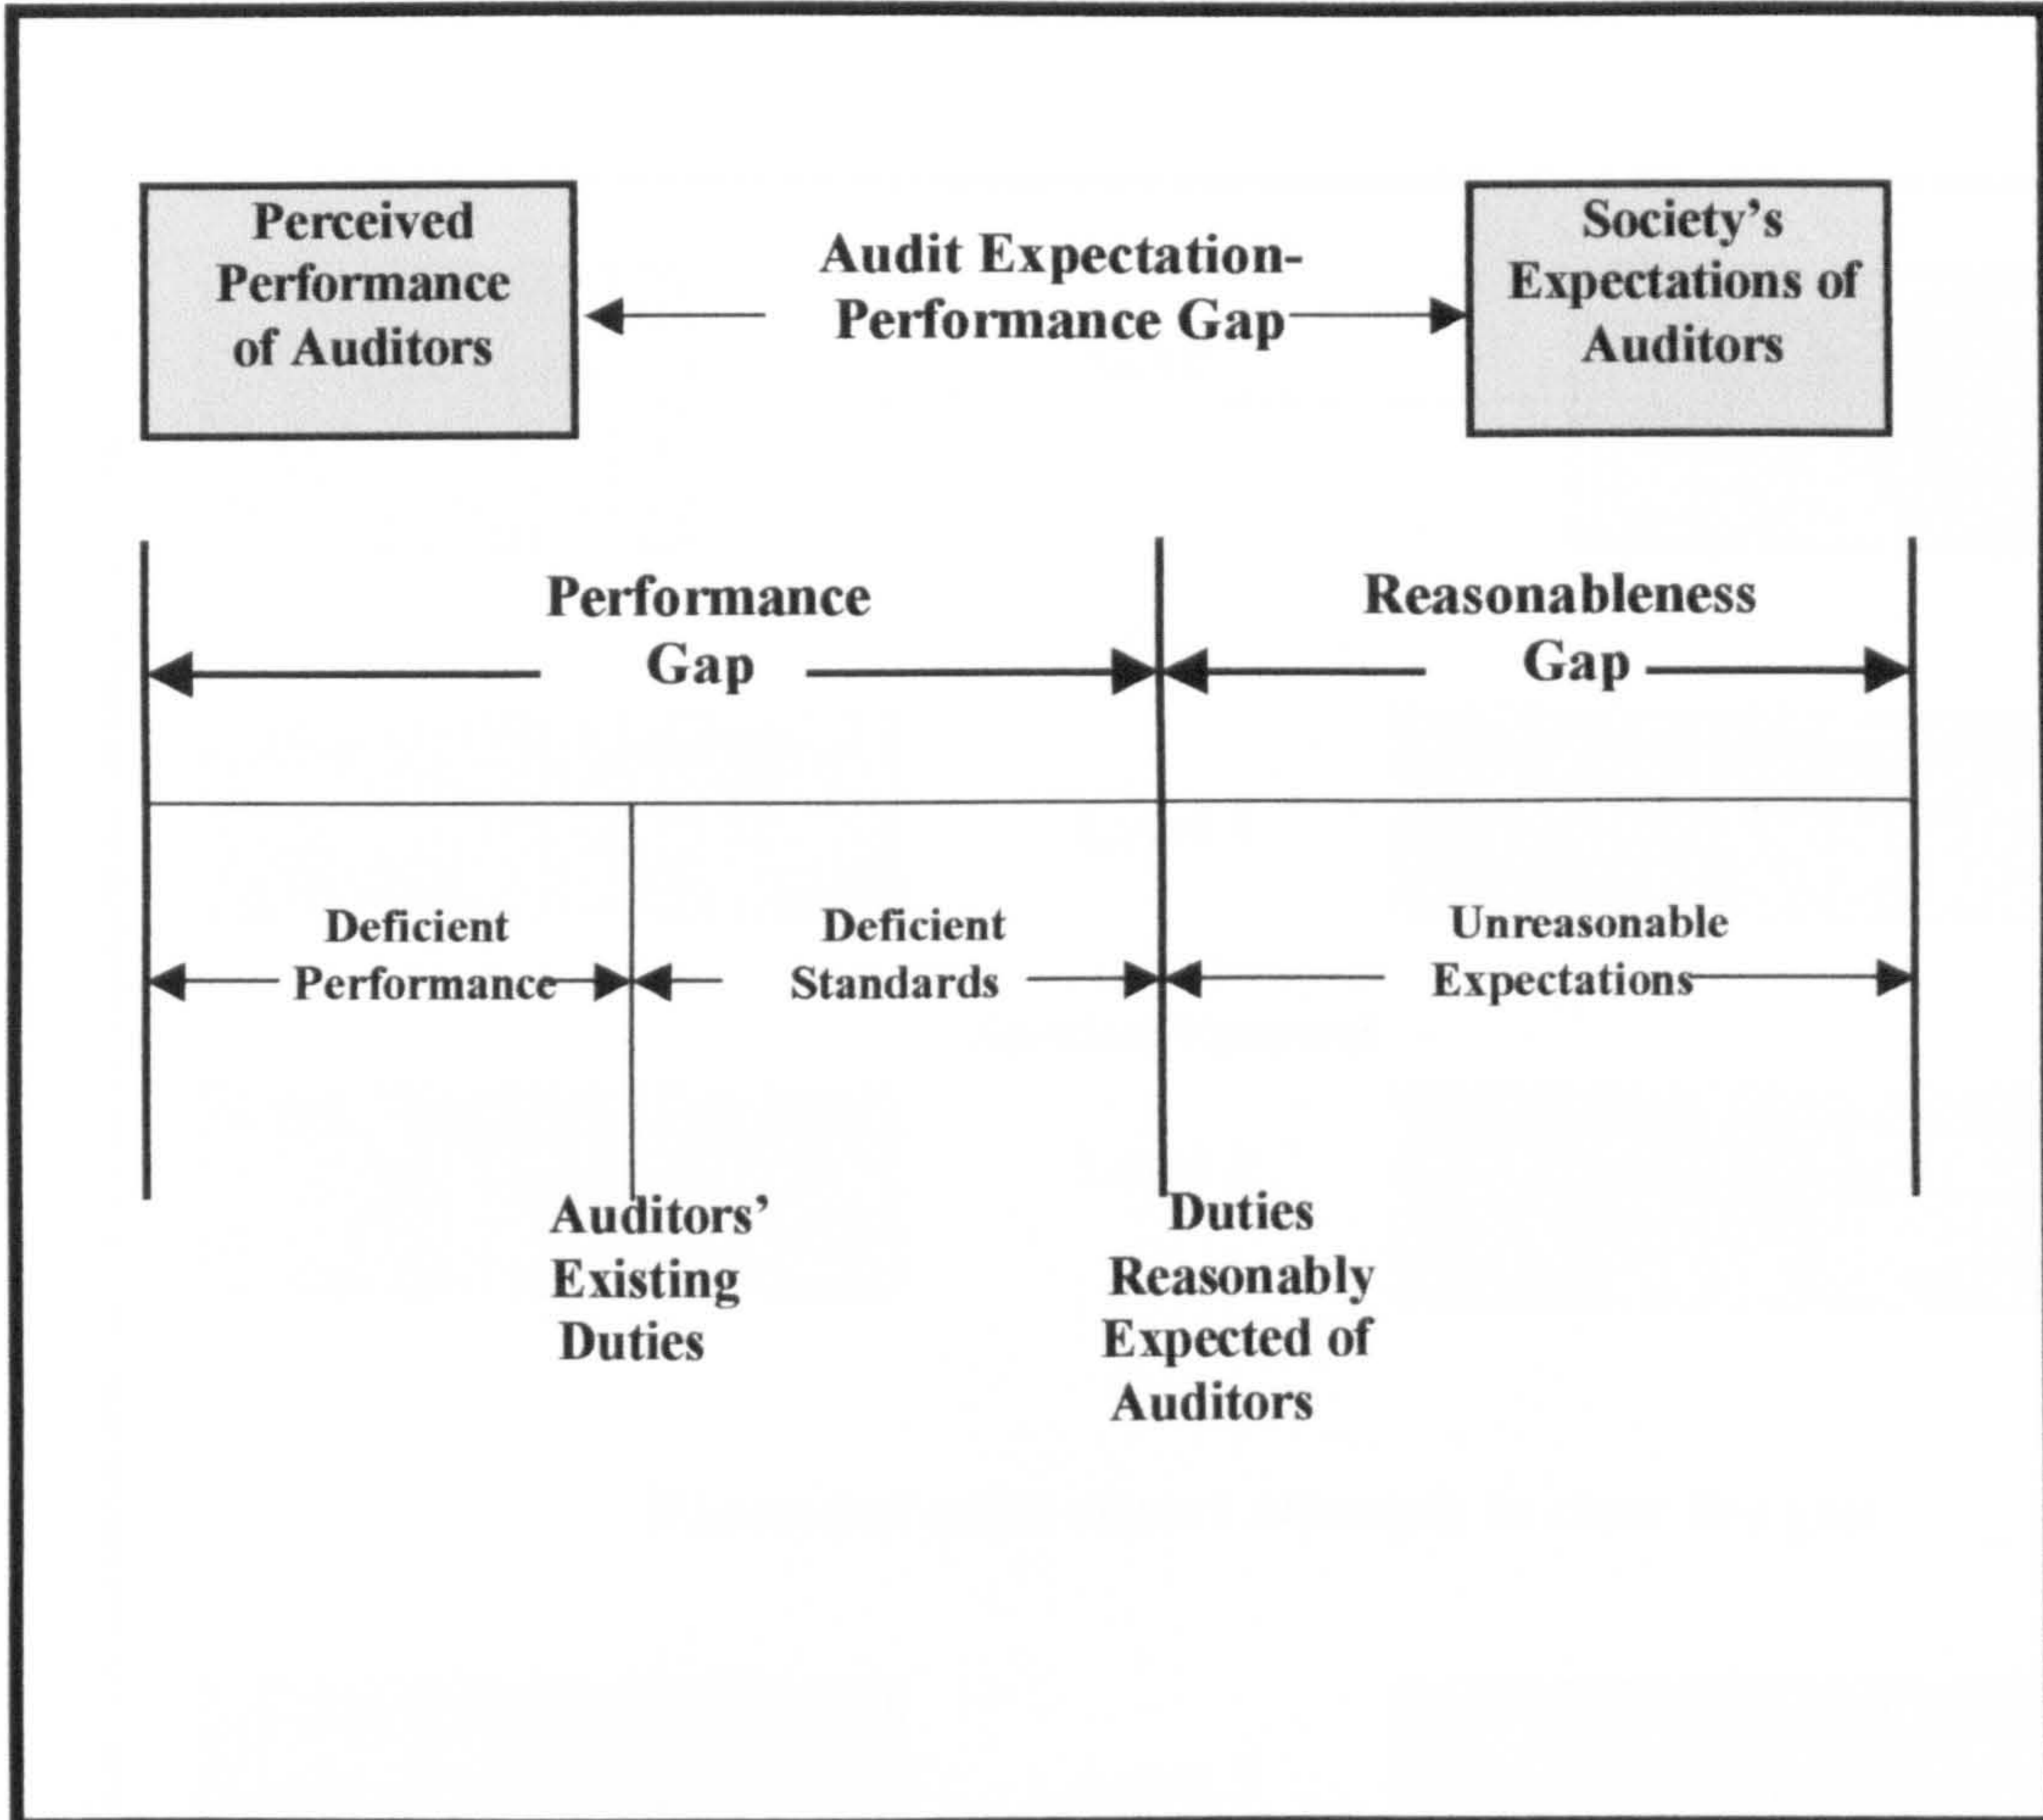 Perceived
Performance
of Auditors
Audit Expectation-
Performance Gap
Society's
Expectations of
Auditors
Performance
Gap
Reasonableness
Gap
Deficient
Performance
Deficient
Standards
Unreasonable
Expectations
Auditors'
Existing
Duties
Duties
Reasonably
Expected of
Auditors